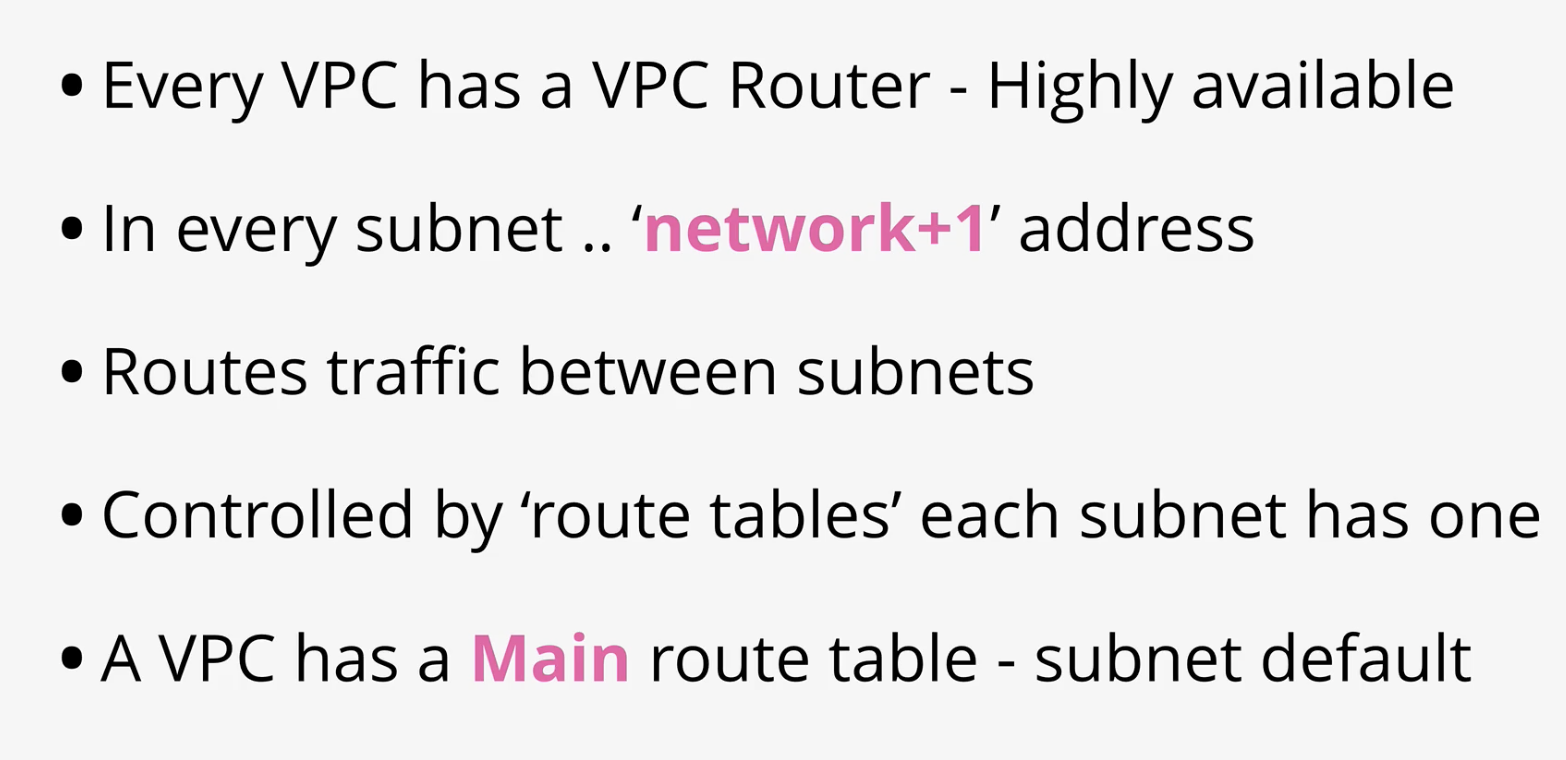 • Every VPC has a VPC Router - Highly available
• In every subnet .. ‘network+1’ address
• Routes traffic between subnets
• Controlled by ‘route tables’ each subnet has one
• A VPC has a Main route table - subnet default